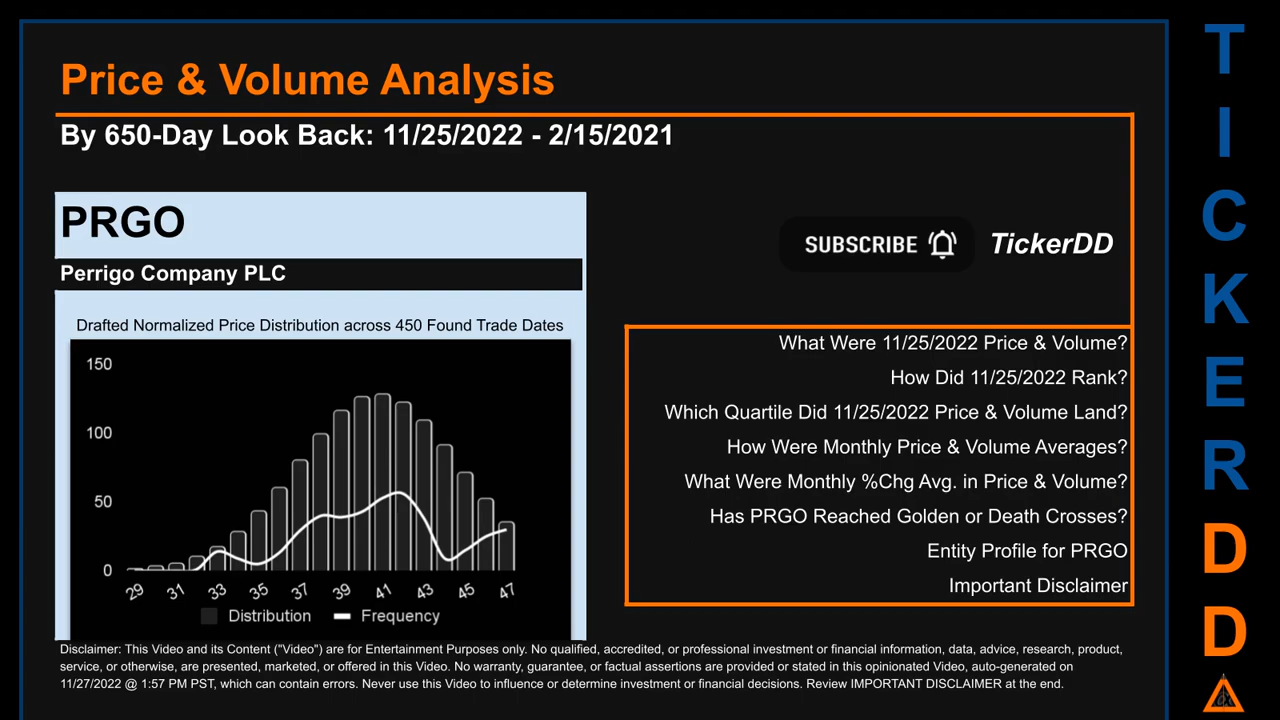 Price & Volume Analysis
By 650-Day Look Back: 11/25/2022 - 2/15/2021
PRGO
Perrigo Company PLC
Drafted Normalized Price Distribution across 450 Found Trade Dates
150
100
50
0
29 31 33 35 37 39 41 43 45 47
Distribution Frequency
SUBSCRIBE TickerDD
What Were 11/25/2022 Price & Volume?
How Did 11/25/2022 Rank?
Which Quartile Did 11/25/2022 Price & Volume Land?
How Were Monthly Price & Volume Averages?
What Were Monthly %Chg Avg. in Price & Volume?
Has PRGO Reached Golden or Death Crosses?
Entity Profile for PRGO
Important Disclaimer
Disclaimer: This Video and its Content ("Video") are for Entertainment Purposes only. No qualified, accredited, or professional investment or financial information, data, advice, research, product,
service, or otherwise, are presented, marketed, or offered in this Video. No warranty, guarantee, or factual assertions are provided or stated in this opinionated Video, auto-generated on
11/27/2022 @ 1:57 PM PST, which can contain errors. Never use this Video to influence or determine investment or financial decisions. Review IMPORTANT DISCLAIMER at the end.
T
I
C
K
E
R
D
D